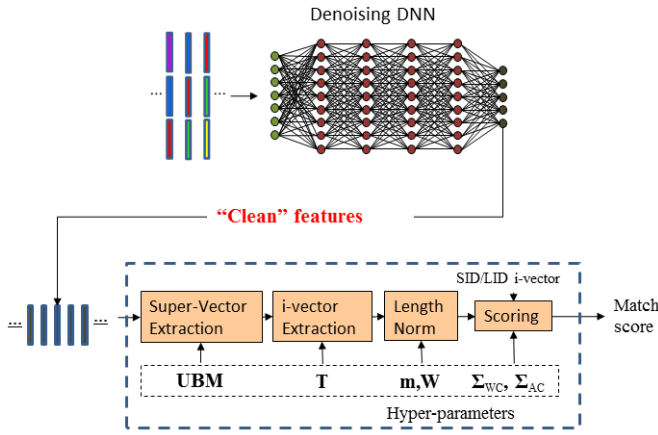 Denoising DNN
... ...
“Clean” features
SID/LID i-vector
... Super-Vector Extraction i-vector Extraction Length Norm Scoring Match score
...
UBM T m,W Σ_WC, Σ_AC
Hyper-parameters